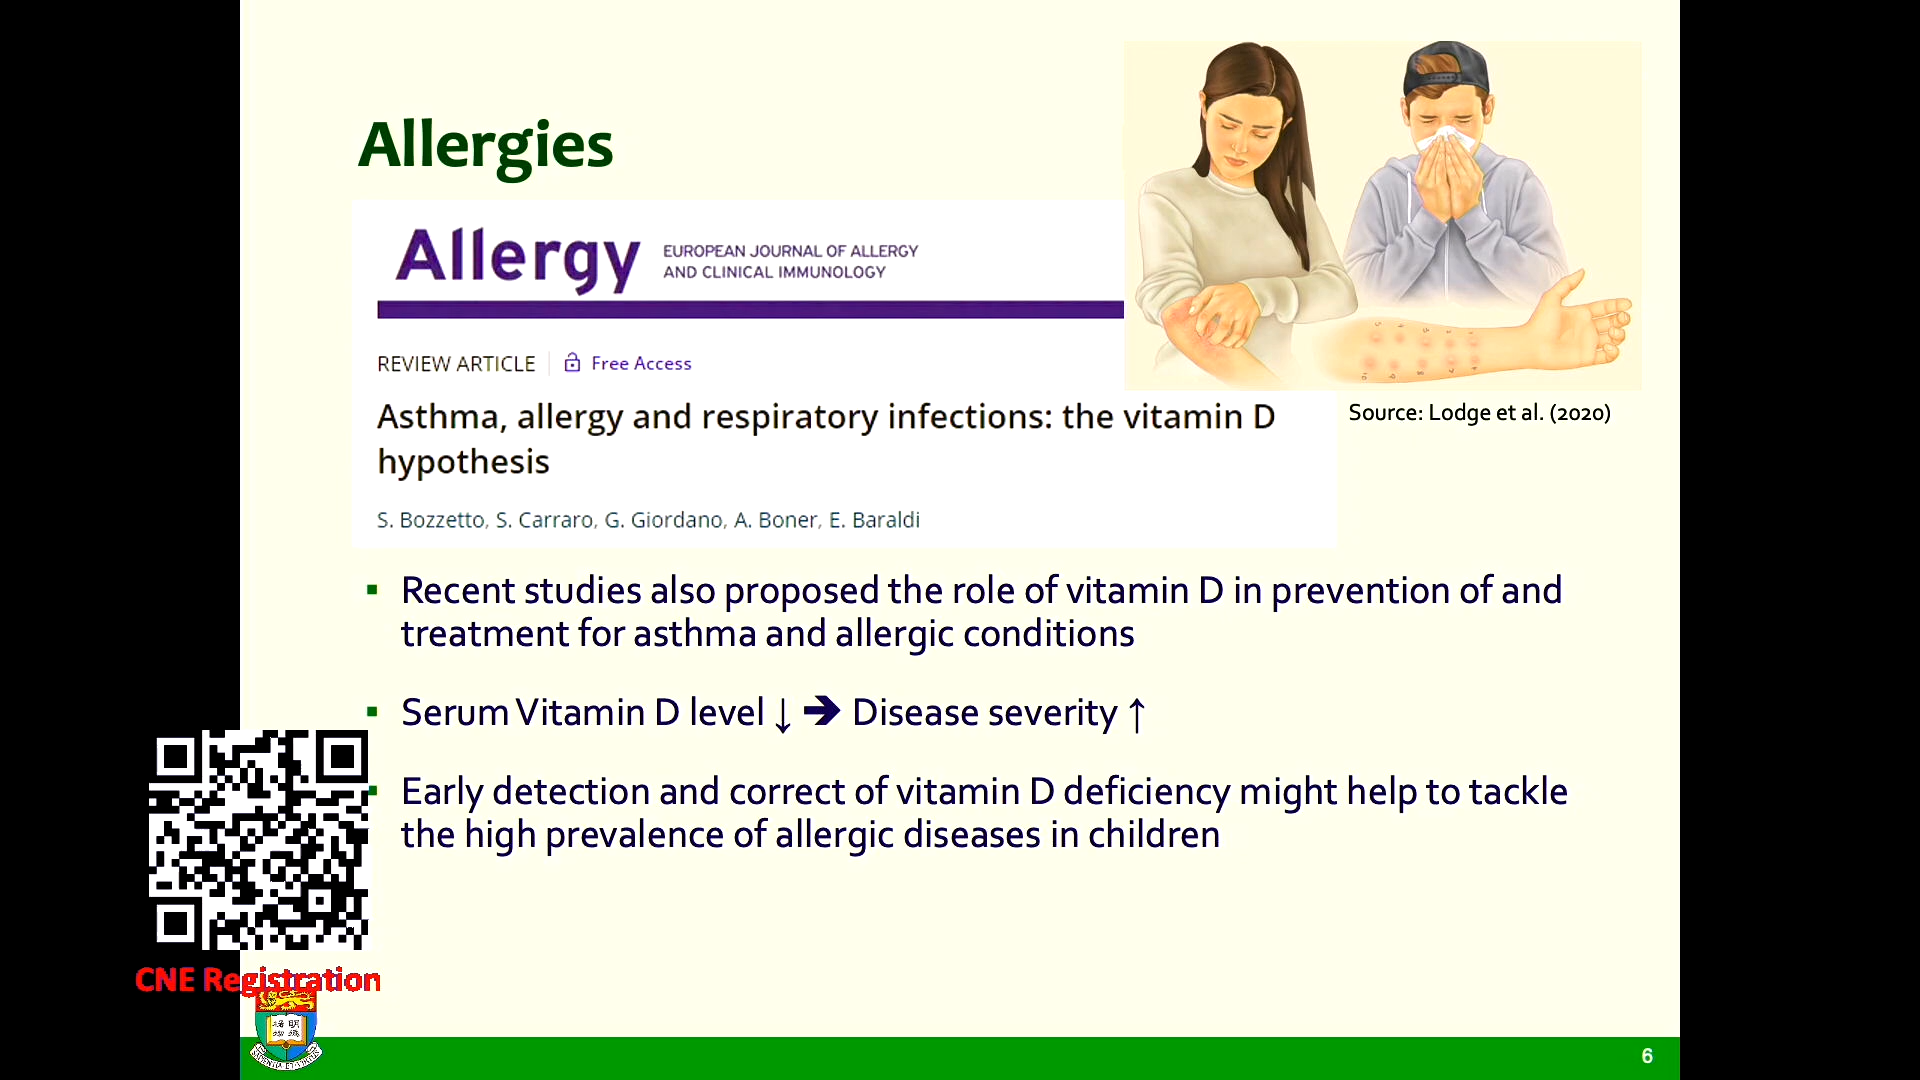 Allergies
Allergy
EUROPEAN JOURNAL OF ALLERGY
AND CLINICAL IMMUNOLOGY
REVIEW ARTICLE
Free Access
Asthma, allergy and respiratory infections: the vitamin D
hypothesis
S. Bozzetto, S. Carraro, G. Giordano, A. Boner, E. Baraldi
Source: Lodge et al. (2020)
▪ Recent studies also proposed the role of vitamin D in prevention of and
treatment for asthma and allergic conditions
▪ Serum Vitamin D level ↓ ➔ Disease severity ↑
▪ Early detection and correct of vitamin D deficiency might help to tackle
the high prevalence of allergic diseases in children
CNE Registration
6